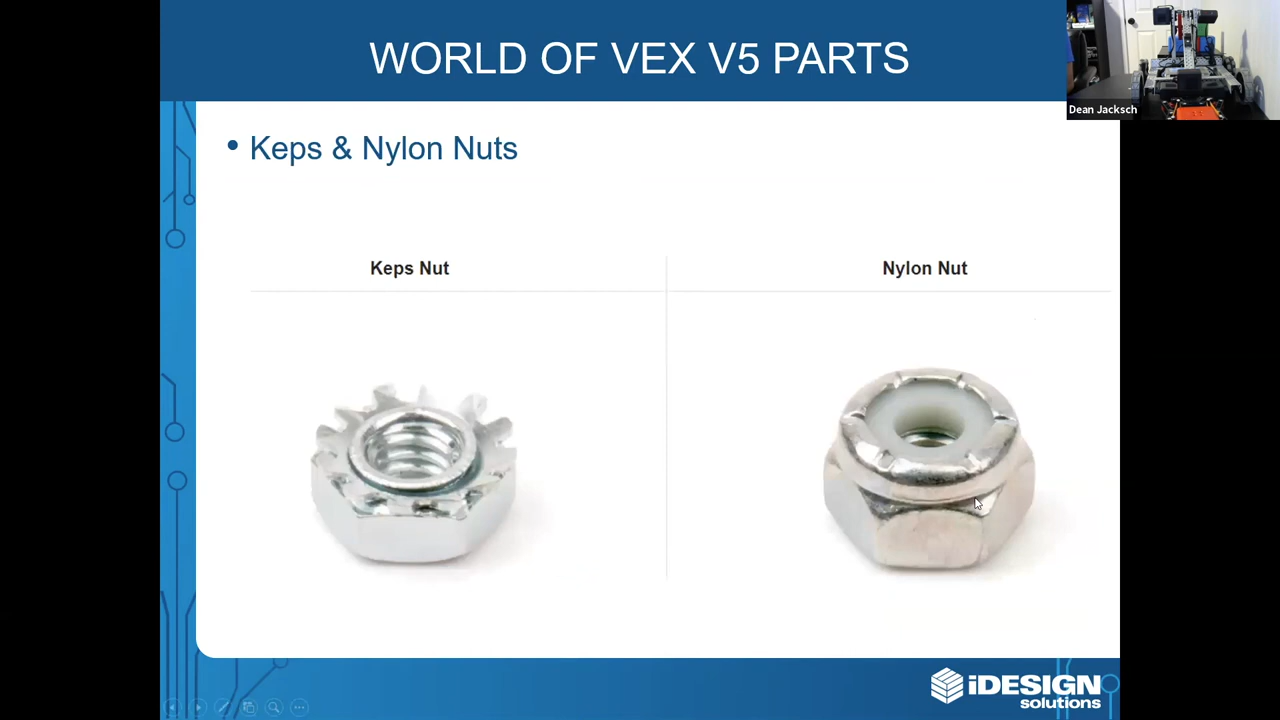 WORLD OF VEX V5 PARTS
Dean Jacksch
• Keps & Nylon Nuts
Keps Nut
Nylon Nut
iDESIGN
solutions